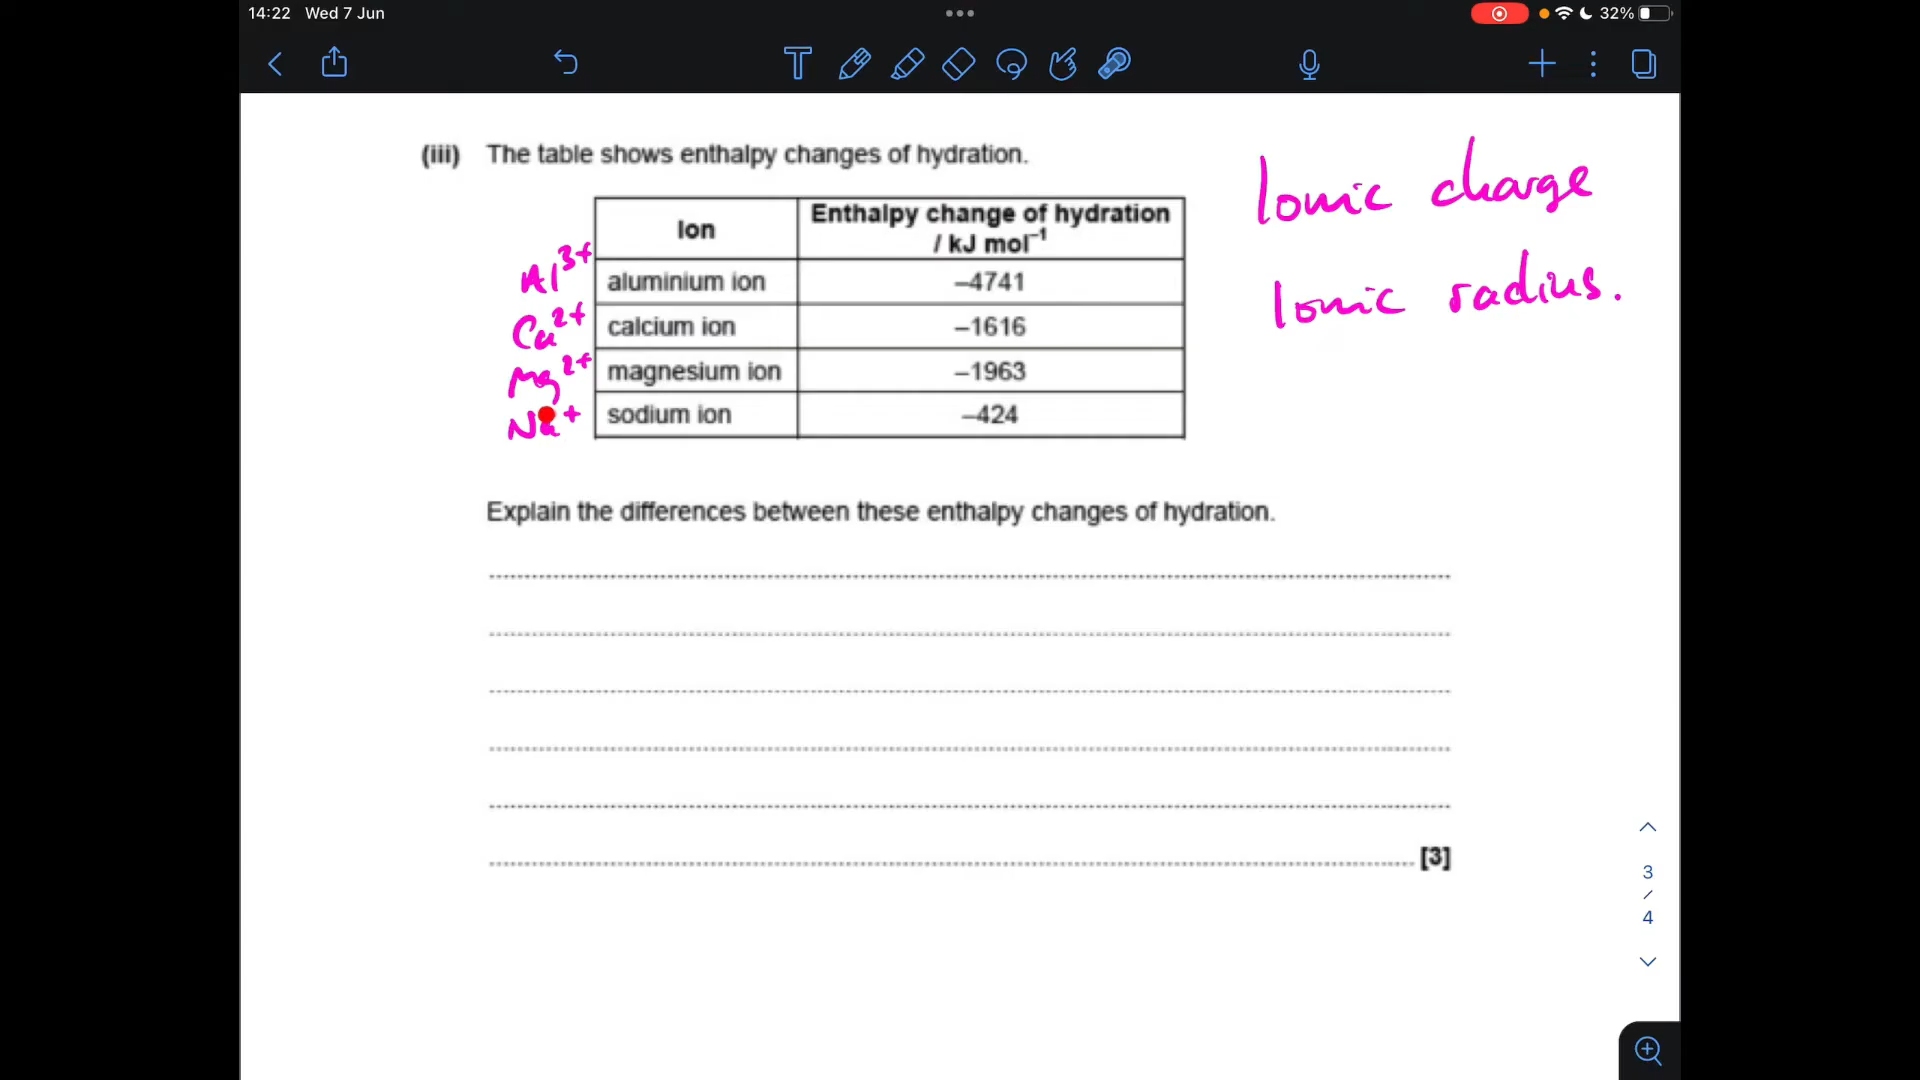 14:22 Wed 7 Jun
32%
(iii) The table shows enthalpy changes of hydration.
Ionic charge
Ionic radius.
Ion
Enthalpy change of hydration / kJ mol⁻¹
Al³⁺ aluminium ion –4741
Ca²⁺ calcium ion –1616
Mg²⁺ magnesium ion –1963
Na⁺ sodium ion –424
Explain the differences between these enthalpy changes of hydration.
[3]
3
/
4